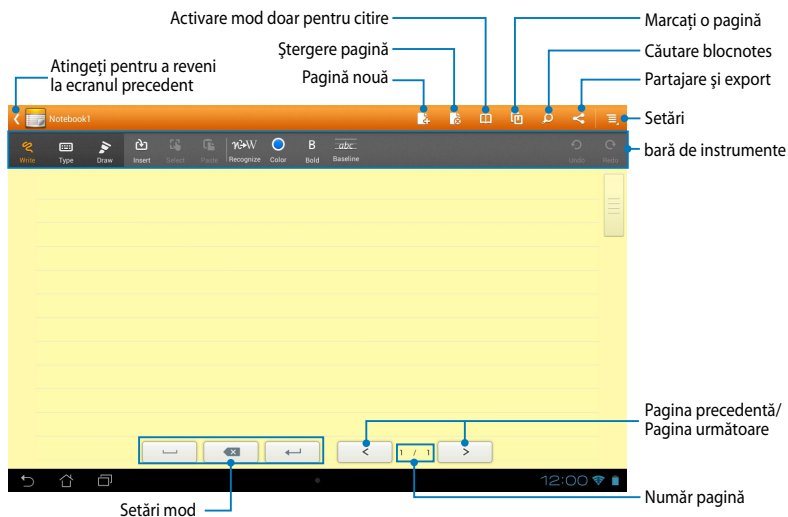 Activare mod doar pentru citire
Marcați o pagină
Ştergere pagină
Căutare blocnotes
Atingeți pentru a reveni
la ecranul precedent
Pagină nouă
Partajare şi export
Notebook1
Setări
Write Type Draw Insert Select Paste Recognize Color Bold Baseline Undo Redo
B abc
bară de instrumente
Pagina precedentă/
Pagina următoare
< 1 / 1 >
12:00
Setări mod
Număr pagină